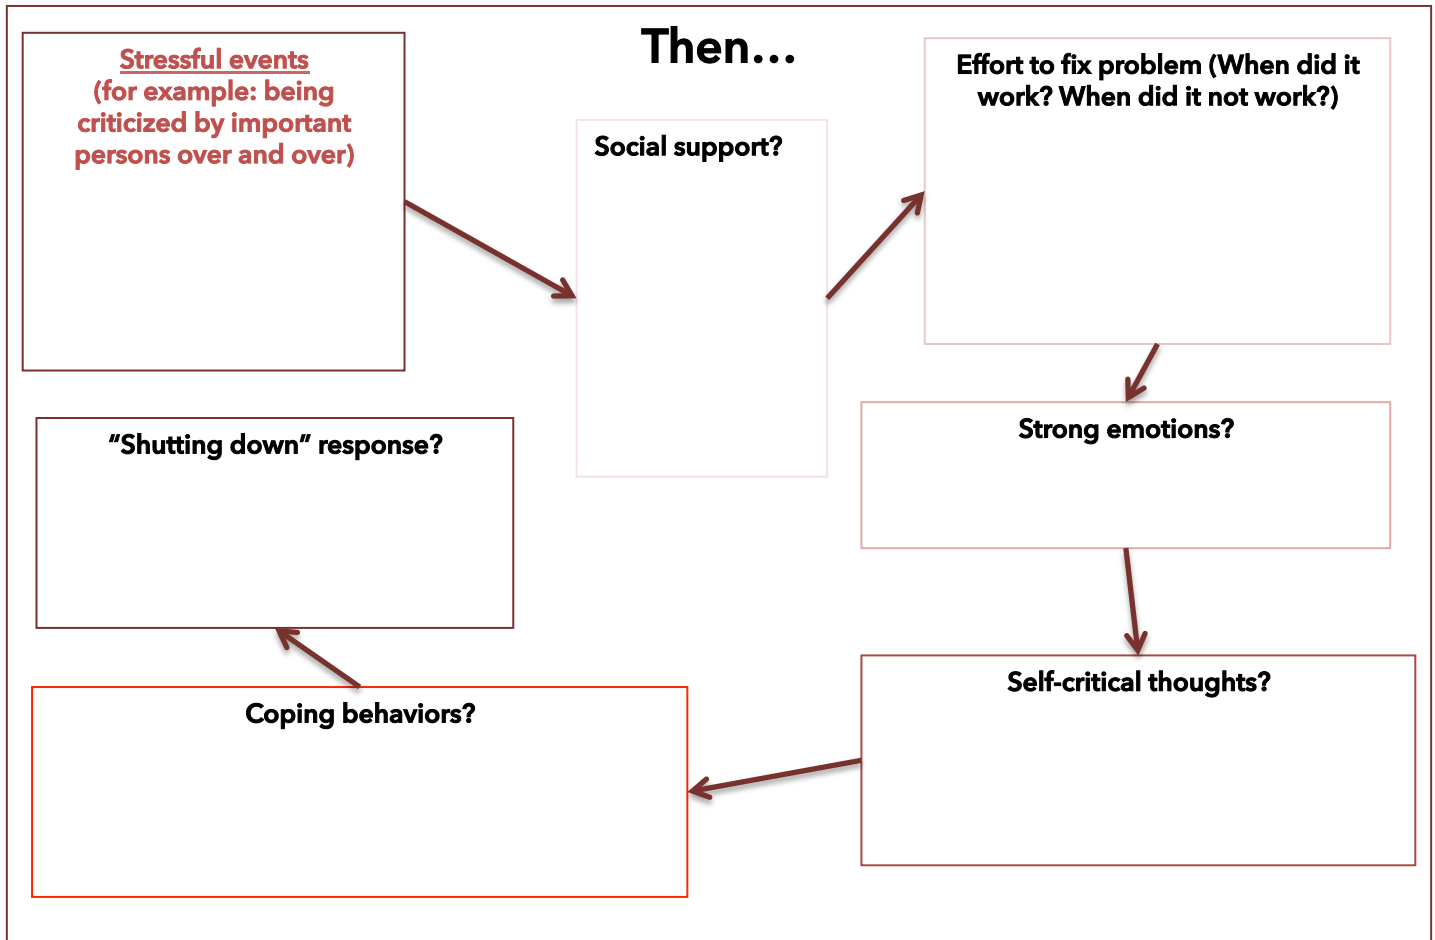 Then…
Stressful events
(for example: being
criticized by important
persons over and over)
Social support?
Effort to fix problem (When did it
work? When did it not work?)
Strong emotions?
Self-critical thoughts?
Coping behaviors?
“Shutting down” response?